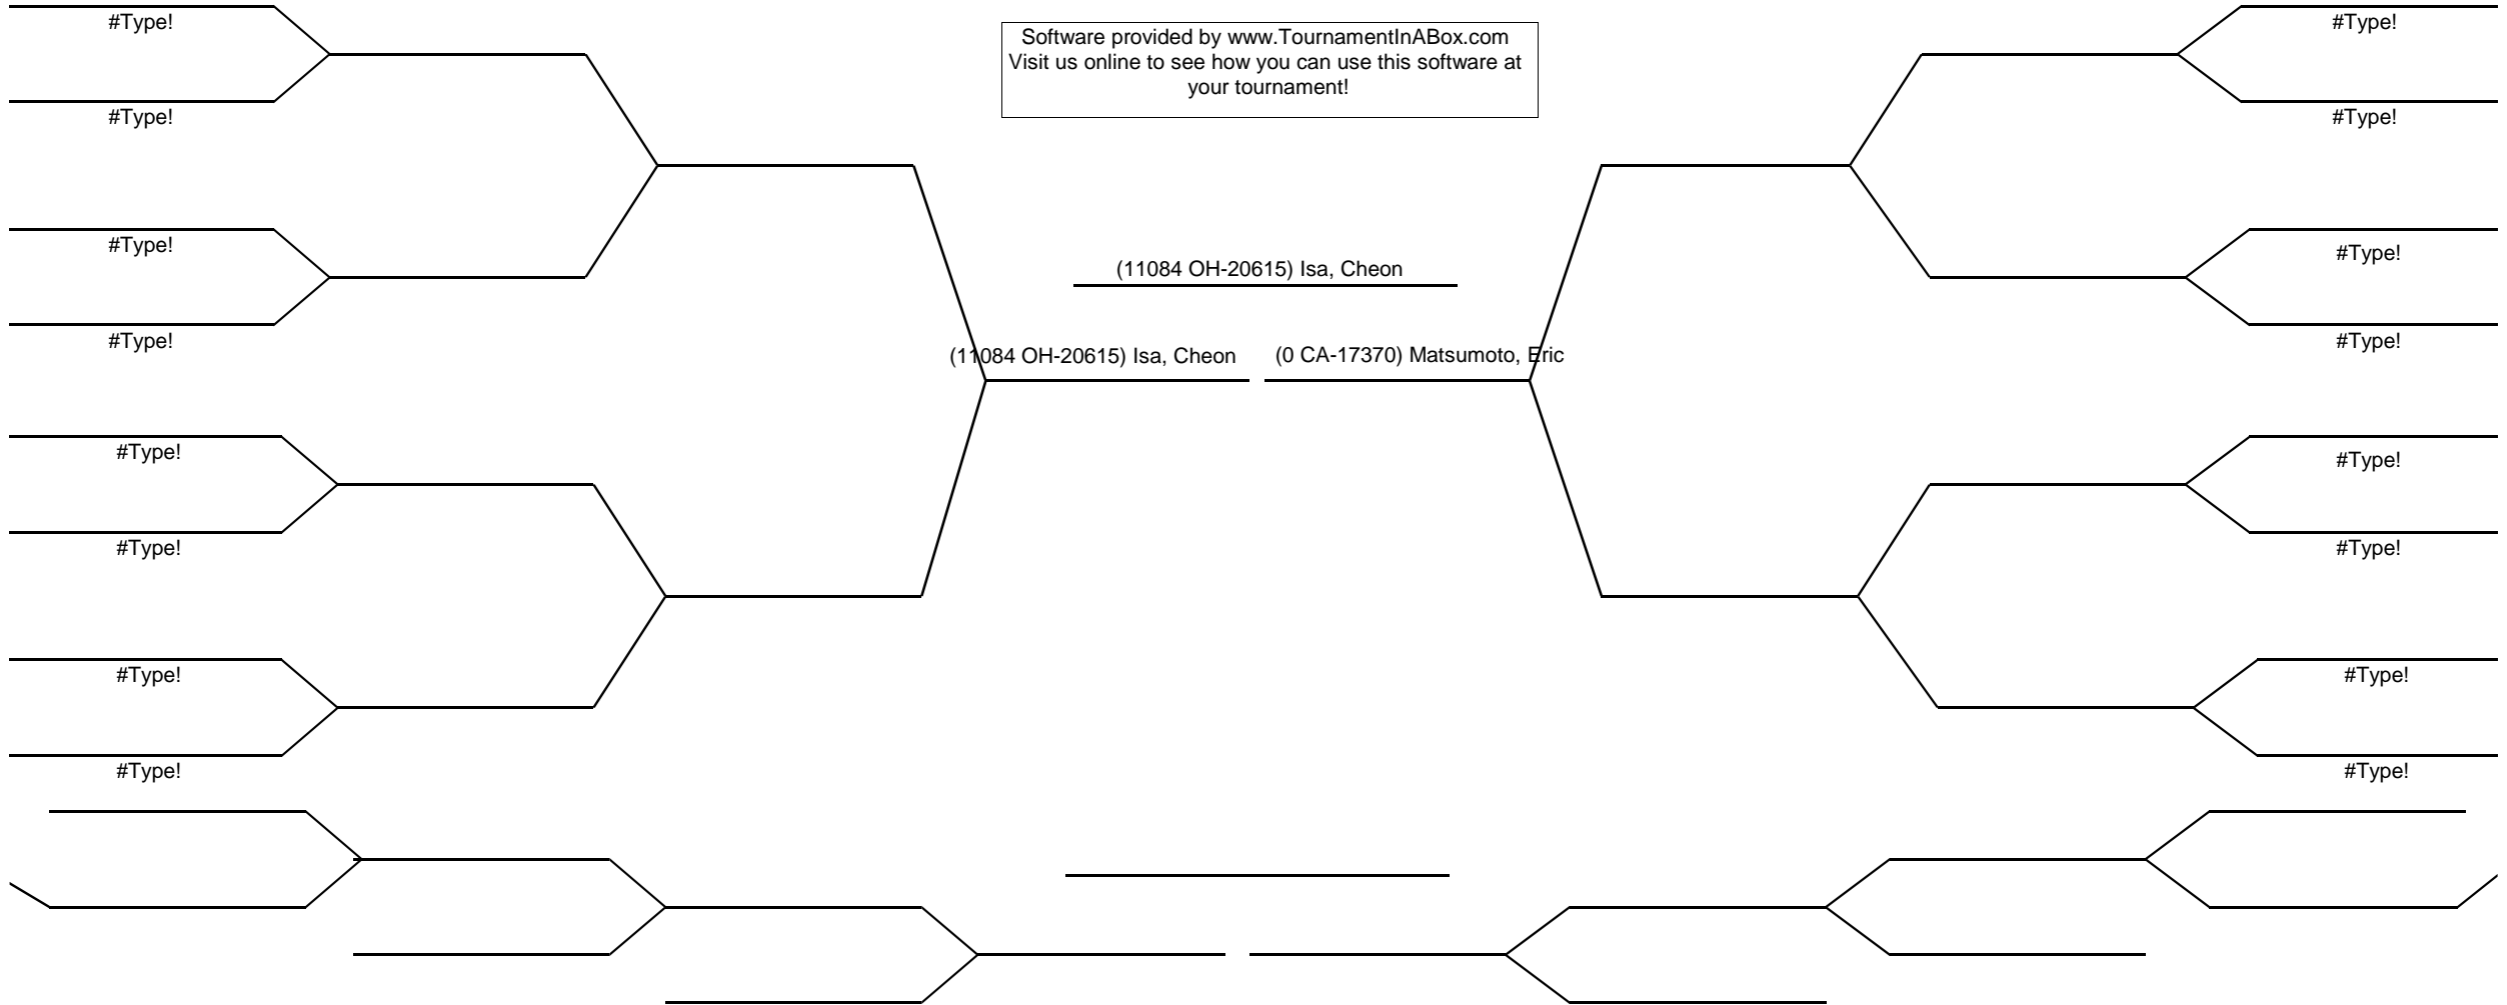 #Type!
#Type!
Software provided by www.TournamentInABox.com
Visit us online to see how you can use this software at
your tournament!
#Type!
#Type!
#Type!
#Type!
(11084 OH-20615) Isa, Cheon
#Type!
#Type!
(11084 OH-20615) Isa, Cheon
(0 CA-17370) Matsumoto, Eric
#Type!
#Type!
#Type!
#Type!
#Type!
#Type!
#Type!
#Type!